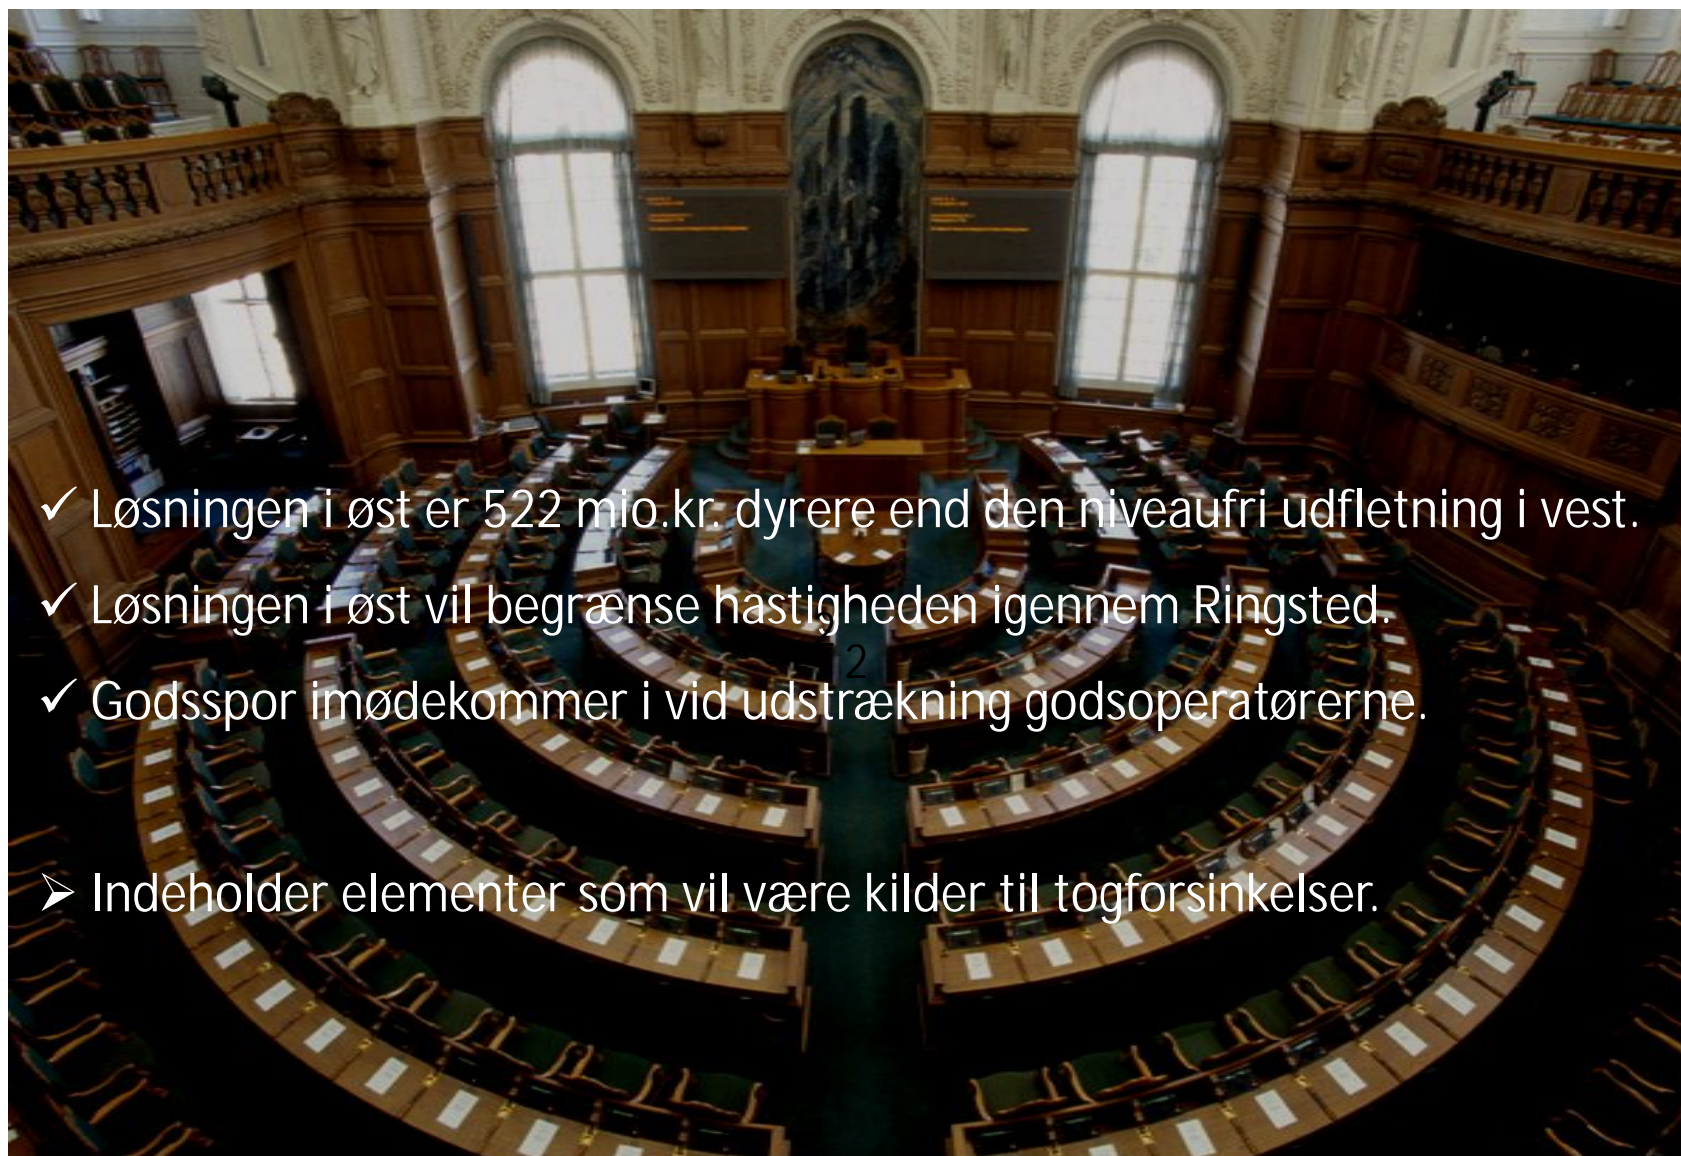 ✓ Løsningen i øst er 522 mio.kr. dyrere end den niveaufri udfletning i vest.
✓ Løsningen i øst vil begrænse hastigheden igennem Ringsted.
2
✓ Godsspor imødekommer i vid udstrækning godsoperatørerne.
➢ Indeholder elementer som vil være kilder til togforsinkelser.